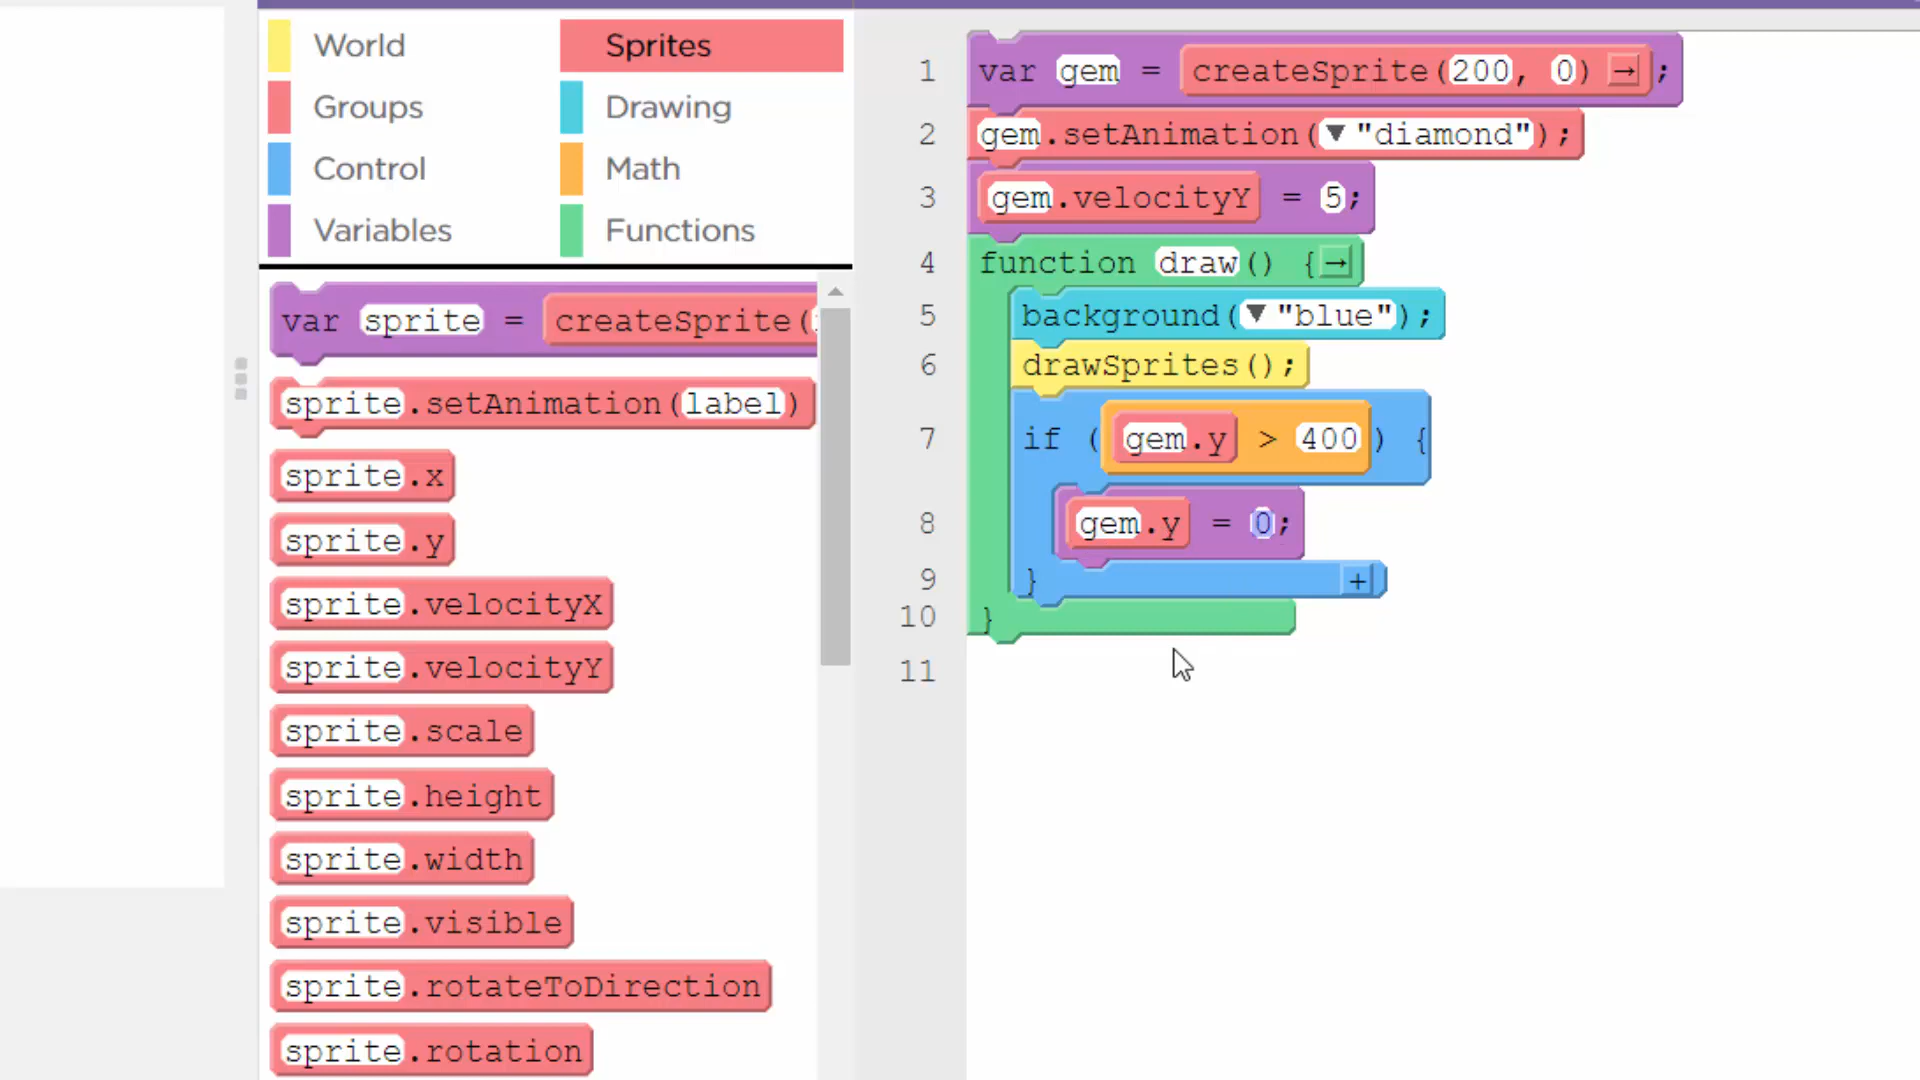 World
Sprites
Groups
Drawing
Control
Math
Variables
Functions
var sprite = createSprite(
sprite.setAnimation(label)
sprite.x
sprite.y
sprite.velocityX
sprite.velocityY
sprite.scale
sprite.height
sprite.width
sprite.visible
sprite.rotateToDirection
sprite.rotation
1 var gem = createSprite(200, 0) → ;
2 gem.setAnimation(▼ "diamond");
3 gem.velocityY = 5;
4 function draw() { →
5 background(▼ "blue");
6 drawSprites();
7 if (gem.y > 400) {
8 gem.y = 0;
9 } +
10 }
11